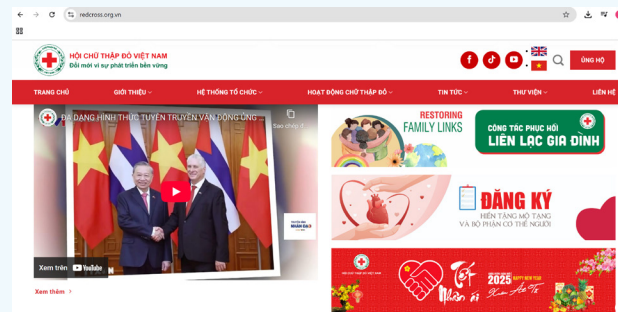 redcross.org.vn
HỘI CHỮ THẬP ĐỎ VIỆT NAM
Đổi mới vì sự phát triển bền vững
ỦNG HỘ
TRANG CHỦ
GIỚI THIỆU
HỆ THỐNG TỔ CHỨC
HOẠT ĐỘNG CHỮ THẬP ĐỎ
TIN TỨC
THƯ VIỆN
LIÊN HỆ
ĐA DẠNG HÌNH THỨC TUYÊN TRUYỀN VẬN ĐỘNG ỦNG ...
Sao chép đ
NHÂN ĐẠO
Xem trên YouTube
Xem thêm
RESTORING
FAMILY LINKS
CÔNG TÁC PHỤC HỒI
LIÊN LẠC GIA ĐÌNH
ĐĂNG KÝ
HIẾN TẶNG MÔ TẠNG
VÀ BỘ PHẬN CƠ THỂ NGƯỜI
HỘI CHỮ THẬP ĐỎ VIỆT NAM
Tết
Nhân ái
2025 HAPPY NEW YEAR